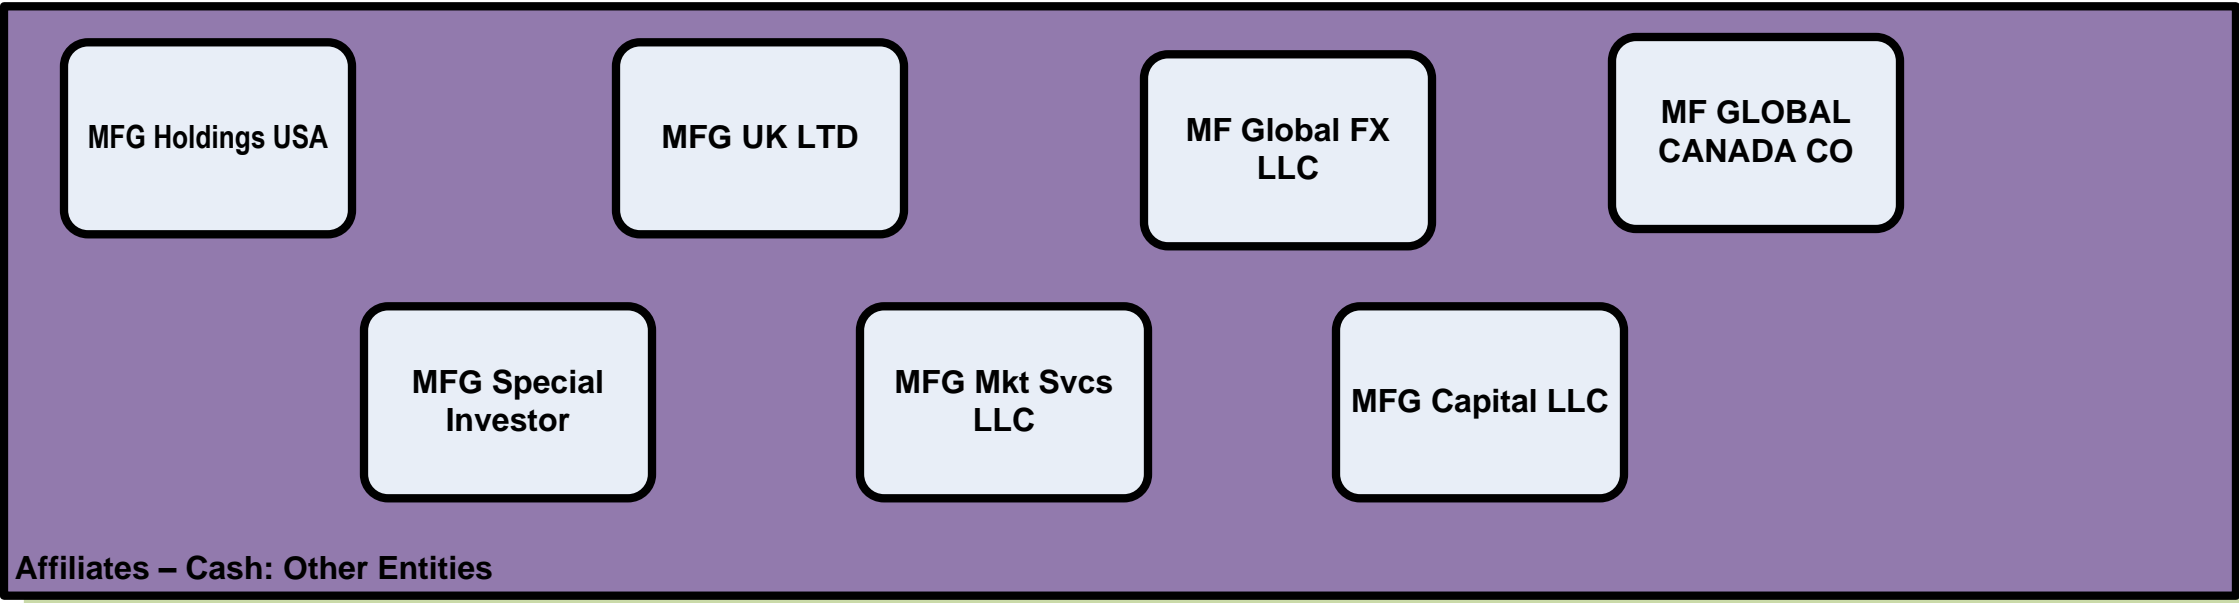 MFG Holdings USA
MFG UK LTD
MF Global FX
LLC
MF GLOBAL
CANADA CO
MFG Special
Investor
MFG Mkt Svcs
LLC
MFG Capital LLC
Affiliates – Cash: Other Entities